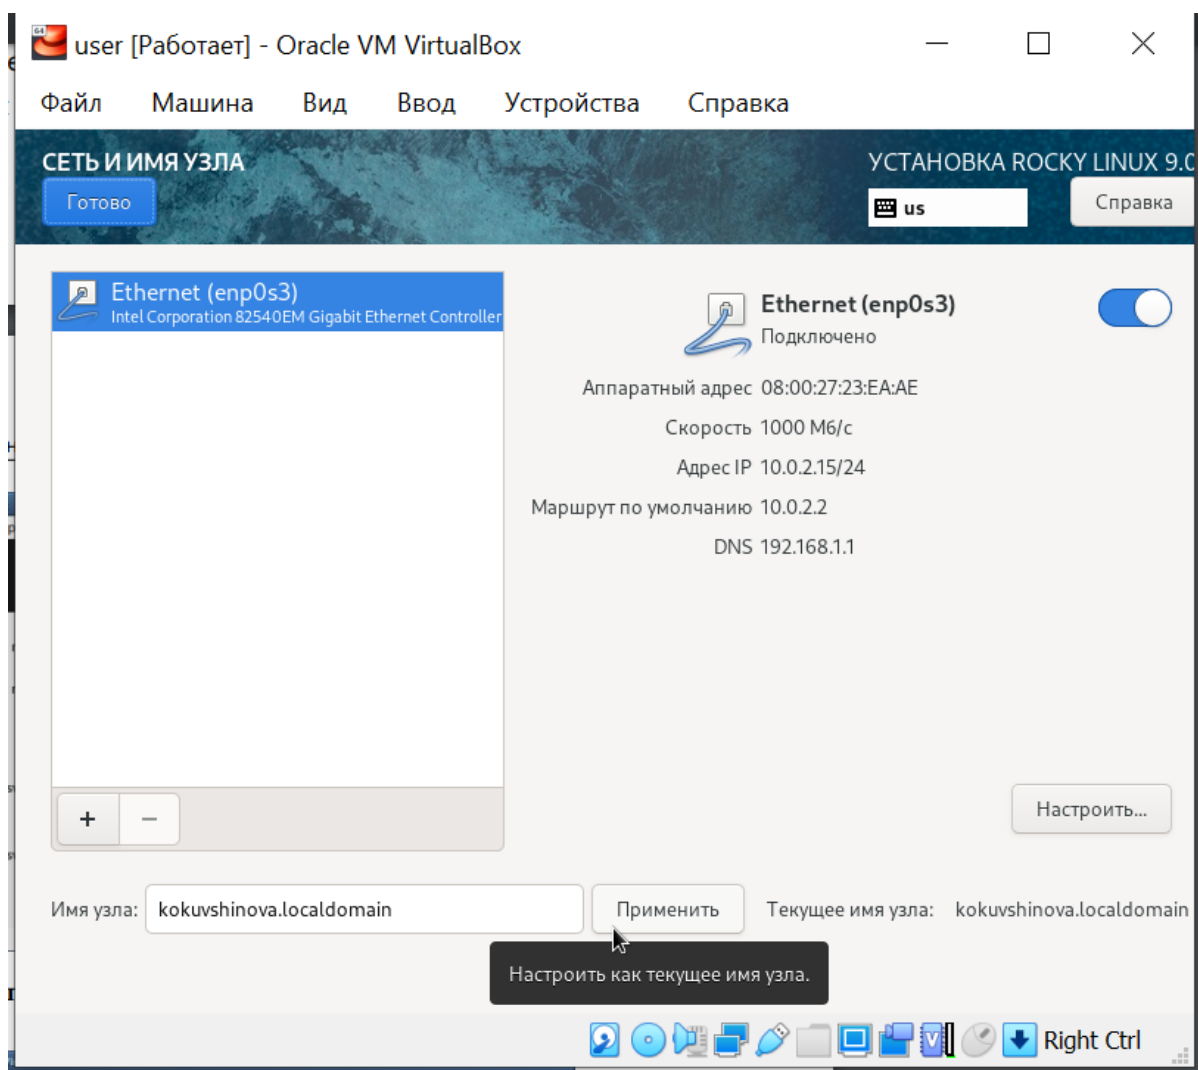 user [Работает] - Oracle VM VirtualBox
Файл Машина Вид Ввод Устройства Справка
СЕТЬ И ИМЯ УЗЛА
УСТАНОВКА ROCKY LINUX 9.0
Готово
us
Справка
Ethernet (enp0s3)
Intel Corporation 82540EM Gigabit Ethernet Controller
Ethernet (enp0s3)
Подключено
Аппаратный адрес 08:00:27:23:EA:AE
Скорость 1000 Мб/с
Адрес IP 10.0.2.15/24
Маршрут по умолчанию 10.0.2.2
DNS 192.168.1.1
+ −
Настроить...
Имя узла: kokuvshinova.localdomain Применить Текущее имя узла: kokuvshinova.localdomain
Настроить как текущее имя узла.
Right Ctrl